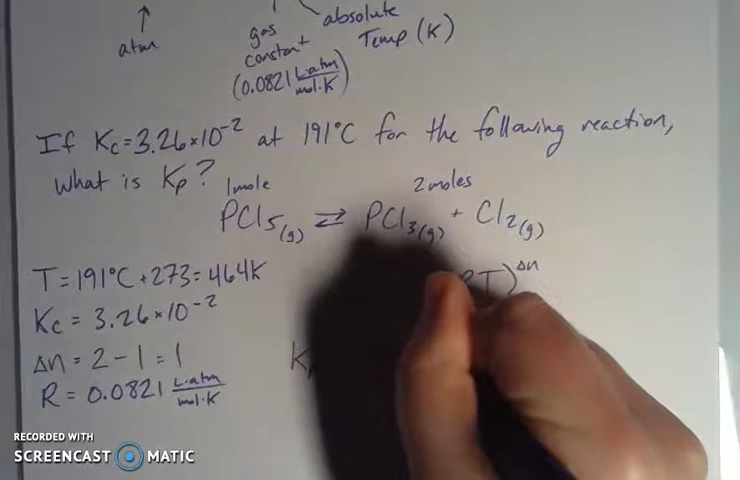 atm
gas constant
(0.0821 L·atm/mol·K)
absolute Temp (K)
If Kc = 3.26×10⁻² at 191°C for the following reaction,
what is Kp?
1 mole
2 moles
PCl₅(g) ⇌ PCl₃(g) + Cl₂(g)
T = 191°C + 273 = 464K
Kc = 3.26×10⁻²
Δn = 2 - 1 = 1
R = 0.0821 L·atm/mol·K
RT)^Δn
K
RECORDED WITH
SCREENCAST MATIC